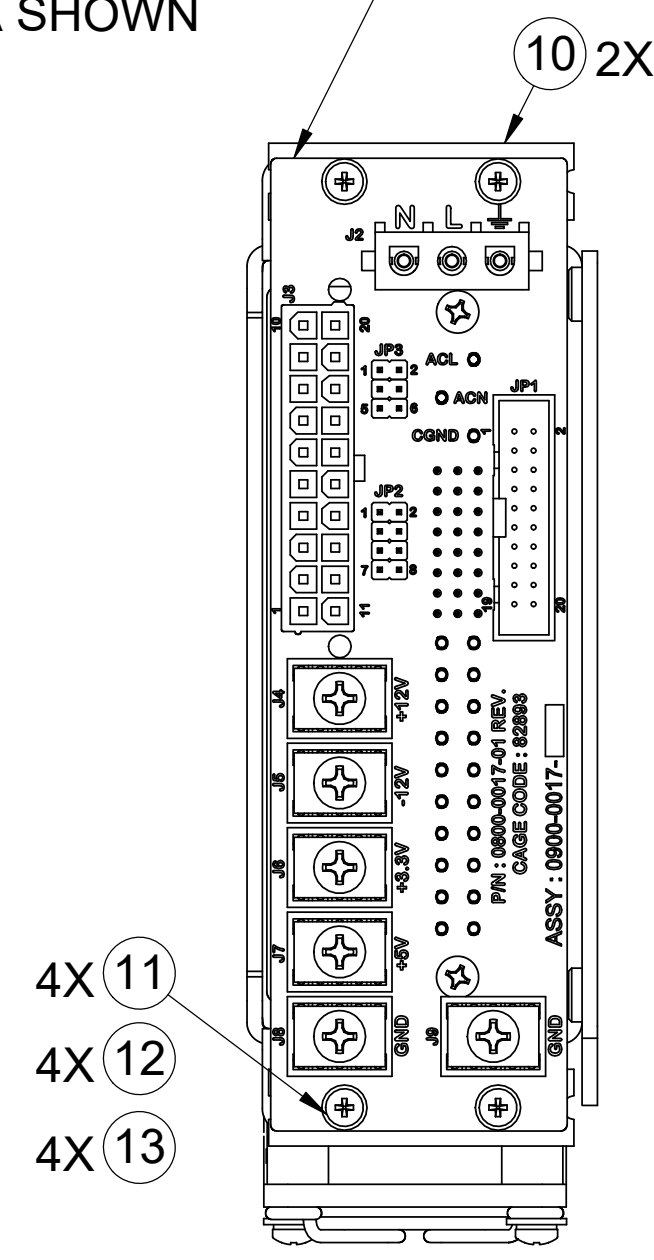 SHOWN
10 2X
N L
J2
J3
10 20
JP3
1 2
5 6
ACL
ACN
CGND
JP1
1 2
19 20
JP2
1 2
7 8
1 11
J4 +12V
J5 -12V
J6 +3.3V
J7 +5V
J8 GND
J9 GND
P/N : 0800-0017-01 REV.
CAGE CODE : 82893
ASSY : 0900-0017-
4X 11
4X 12
4X 13